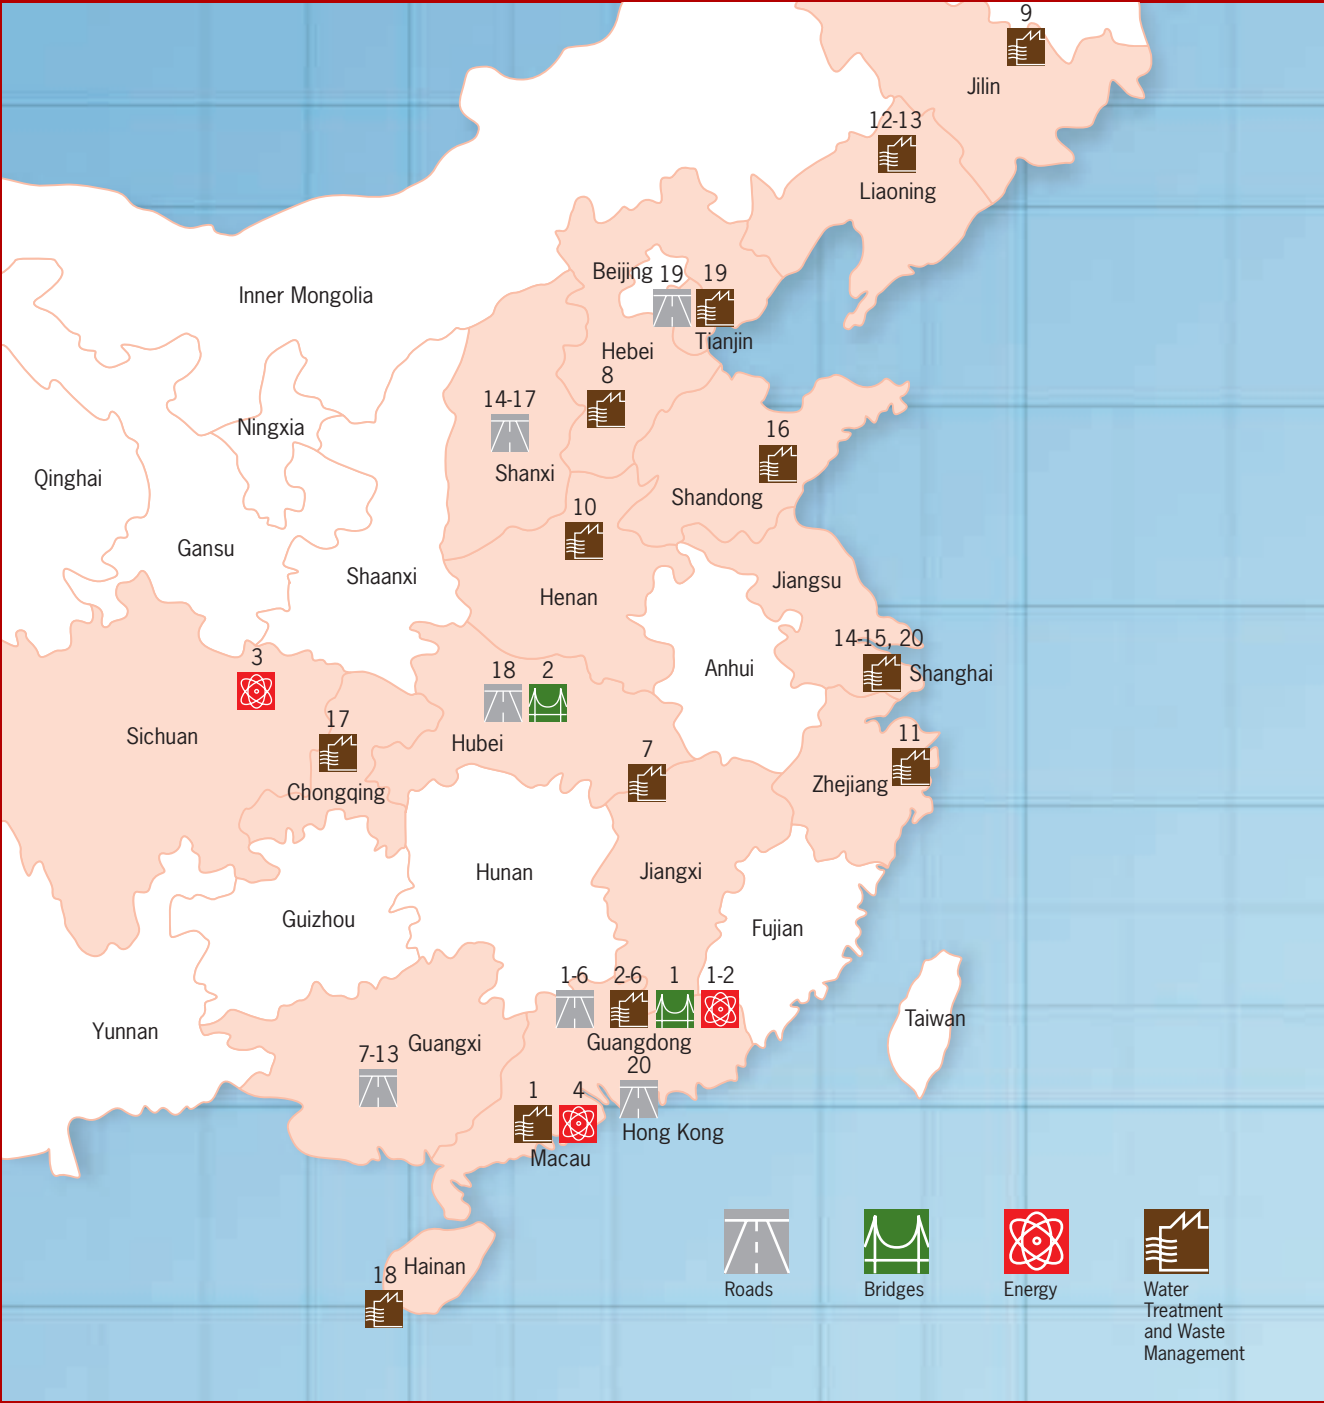 9
Jilin
12-13
Liaoning
Beijing 19 19
Tianjin
Inner Mongolia
Hebei
8
14-17
Shanxi
Ningxia
16
Shandong
Qinghai
10
Henan
Gansu
Shaanxi
Jiangsu
14-15, 20
Shanghai
Anhui
3
Sichuan
18 2
Hubei
17
Chongqing
7
11
Zhejiang
Hunan
Jiangxi
Guizhou
Fujian
1-6 2-6 1 1-2
Guangdong
20
Hong Kong
Taiwan
Yunnan
Guangxi
7-13
1 4
Macau
Hainan
18
Roads
Bridges
Energy
Water
Treatment
and Waste
Management